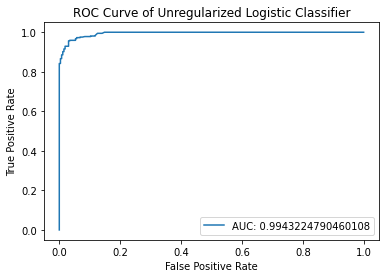 ROC Curve of Unregularized Logistic Classifier
1.0
0.8
0.6
0.4
0.2
0.0
True Positive Rate
AUC: 0.9943224790460108
0.0 0.2 0.4 0.6 0.8 1.0
False Positive Rate